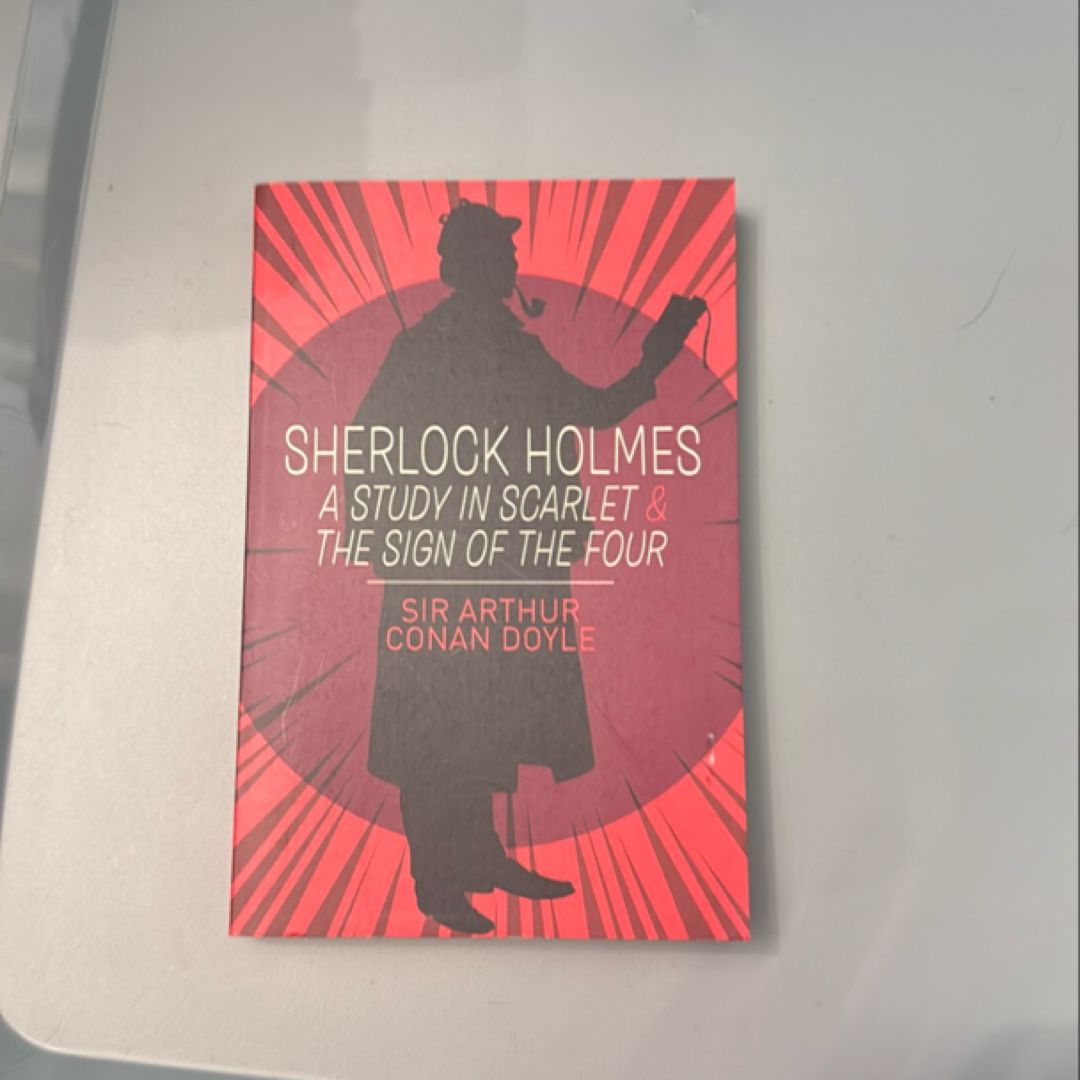 SHERLOCK HOLMES
A STUDY IN SCARLET &
THE SIGN OF THE FOUR
SIR ARTHUR
CONAN DOYLE